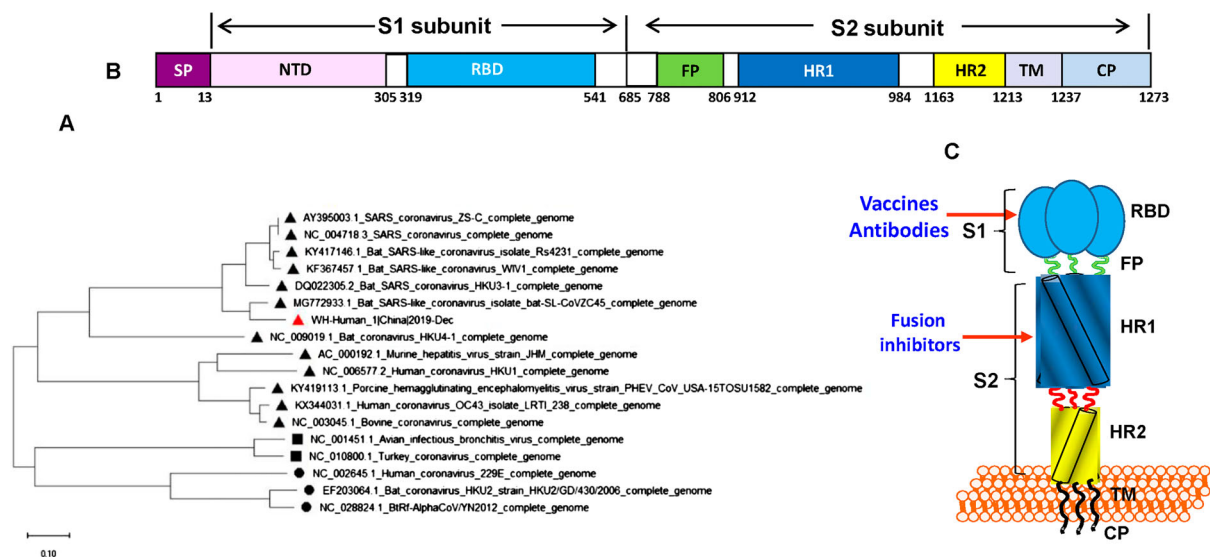 S1 subunit
S2 subunit
B
SP
NTD
RBD
FP
HR1
HR2
TM
CP
1 13 305 319 541 685 788 806 912 984 1163 1213 1237 1273
A
AY395003.1_SARS_coronavirus_ZS-C_complete_genome
NC_004718.3_SARS_coronavirus_complete_genome
KY417146.1_Bat_SARS-like_coronavirus_isolate_Rs4231_complete_genome
KF367457.1_Bat_SARS-like_coronavirus_WIV1_complete_genome
DQ022305.2_Bat_SARS_coronavirus_HKU3-1_complete_genome
MG772933.1_Bat_SARS-like_coronavirus_isolate_bat-SL-CoVZC45_complete_genome
WH-Human_1|China|2019-Dec
NC_009019.1_Bat_coronavirus_HKU4-1_complete_genome
AC_000192.1_Murine_hepatitis_virus_strain_JHM_complete_genome
NC_006577.2_Human_coronavirus_HKU1_complete_genome
KY419113.1_Porcine_hemagglutinating_encephalomyelitis_virus_strain_PHEV_CoV_USA-15TOSU1582_complete_genome
KX344031.1_Human_coronavirus_OC43_isolate_LRTI_238_complete_genome
NC_003045.1_Bovine_coronavirus_complete_genome
NC_001451.1_Avian_infectious_bronchitis_virus_complete_genome
NC_010800.1_Turkey_coronavirus_complete_genome
NC_002645.1_Human_coronavirus_229E_complete_genome
EF203064.1_Bat_coronavirus_HKU2_strain_HKU2/GD/430/2006_complete_genome
NC_028824.1_BtRf-AlphaCoV/YN2012_complete_genome
0.10
C
Vaccines
Antibodies
S1
RBD
FP
Fusion
inhibitors
HR1
S2
HR2
TM
CP